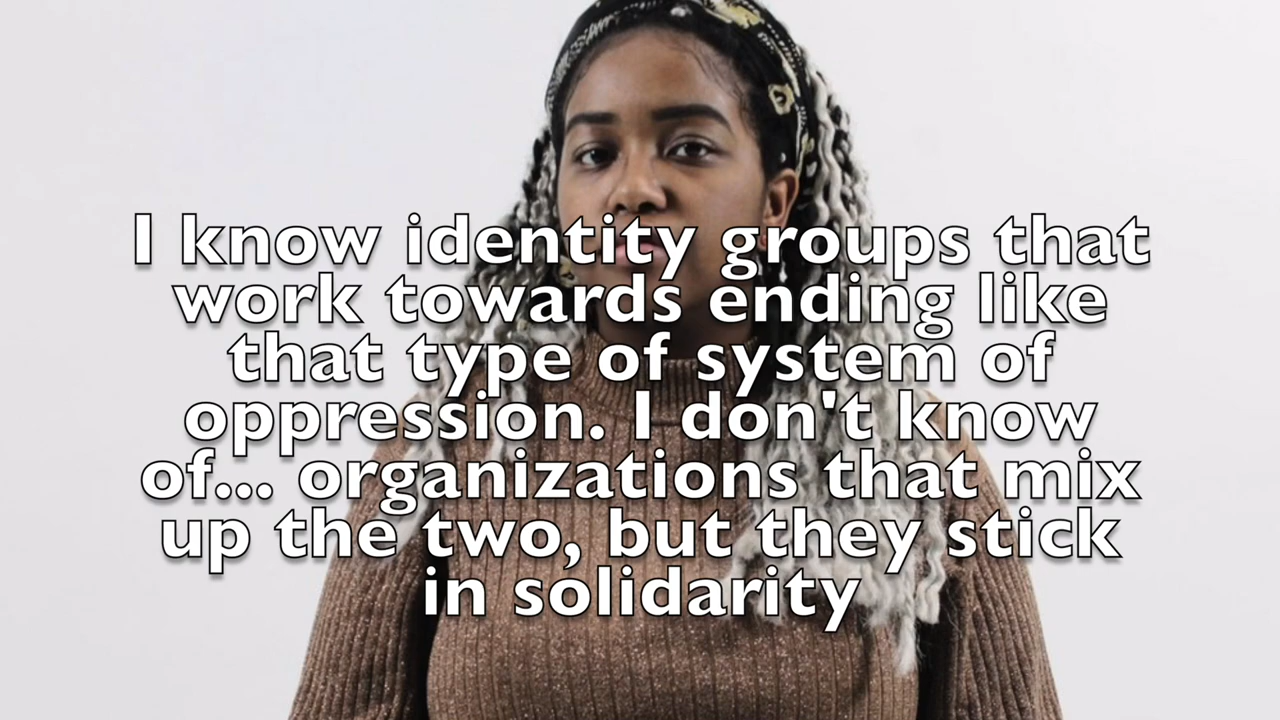 I know identity groups that
work towards ending like
that type of system of
oppression. I don't know
of... organizations that mix
up the two, but they stick
in solidarity